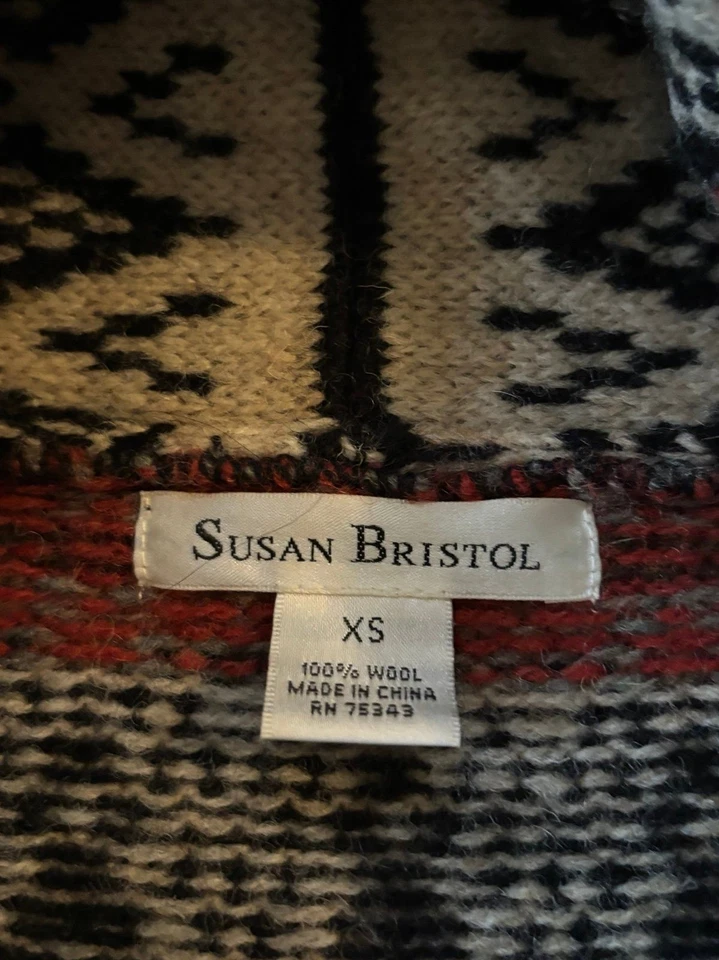 SUSAN BRISTOL
XS
100% WOOL
MADE IN CHINA
RN 75343